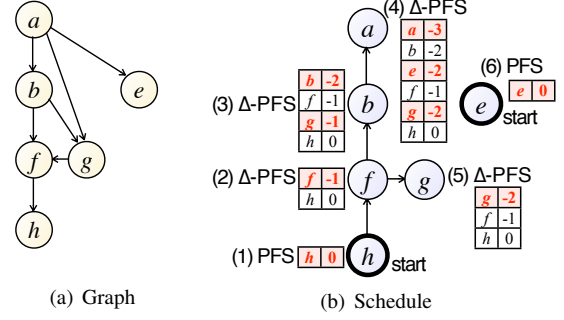 a
b
e
f
g
h
(a) Graph
(4) Δ-PFS
a
a -3
b -2
e -2
f -1
g -2
h 0
(6) PFS
e 0
e
start
(3) Δ-PFS
b -2
f -1
g -1
h 0
b
(2) Δ-PFS
f -1
h 0
f
g
(5) Δ-PFS
g -2
f -1
h 0
(1) PFS
h 0
h
start
(b) Schedule